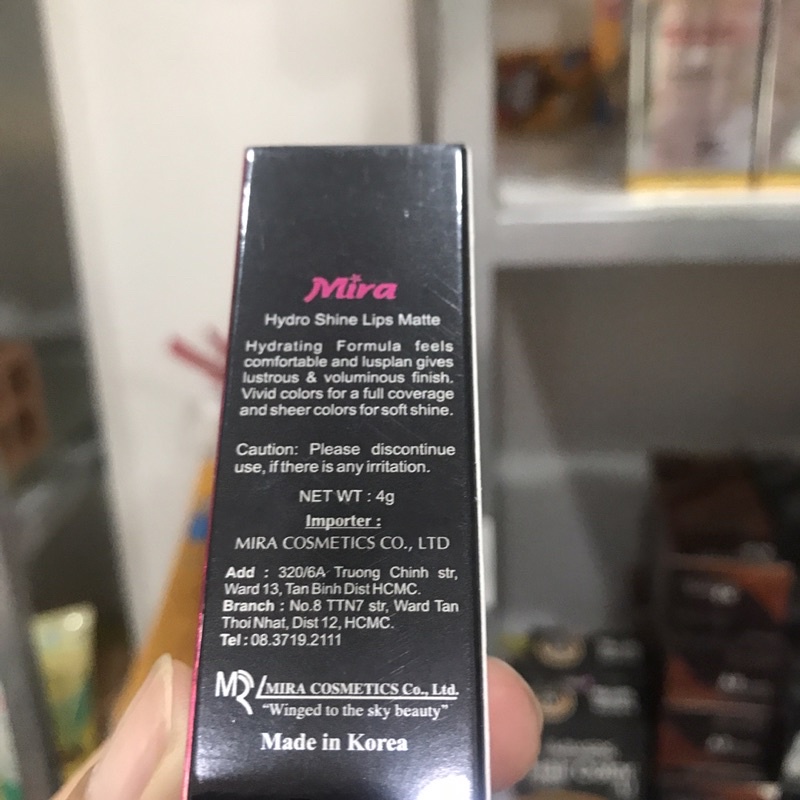 Mira
Hydro Shine Lips Matte
Hydrating Formula feels
comfortable and lusplan gives
lustrous & voluminous finish.
Vivid colors for a full coverage
and sheer colors for soft shine.
Caution: Please discontinue
use, if there is any irritation.
NET WT : 4g
Importer :
MIRA COSMETICS CO., LTD
Add : 320/6A Truong Chinh str,
Ward 13, Tan Binh Dist HCMC.
Branch : No.8 TTN7 str, Ward Tan
Thoi Nhat, Dist 12, HCMC.
Tel : 08.3719.2111
MR MIRA COSMETICS Co., Ltd.
"Winged to the sky beauty"
Made in Korea